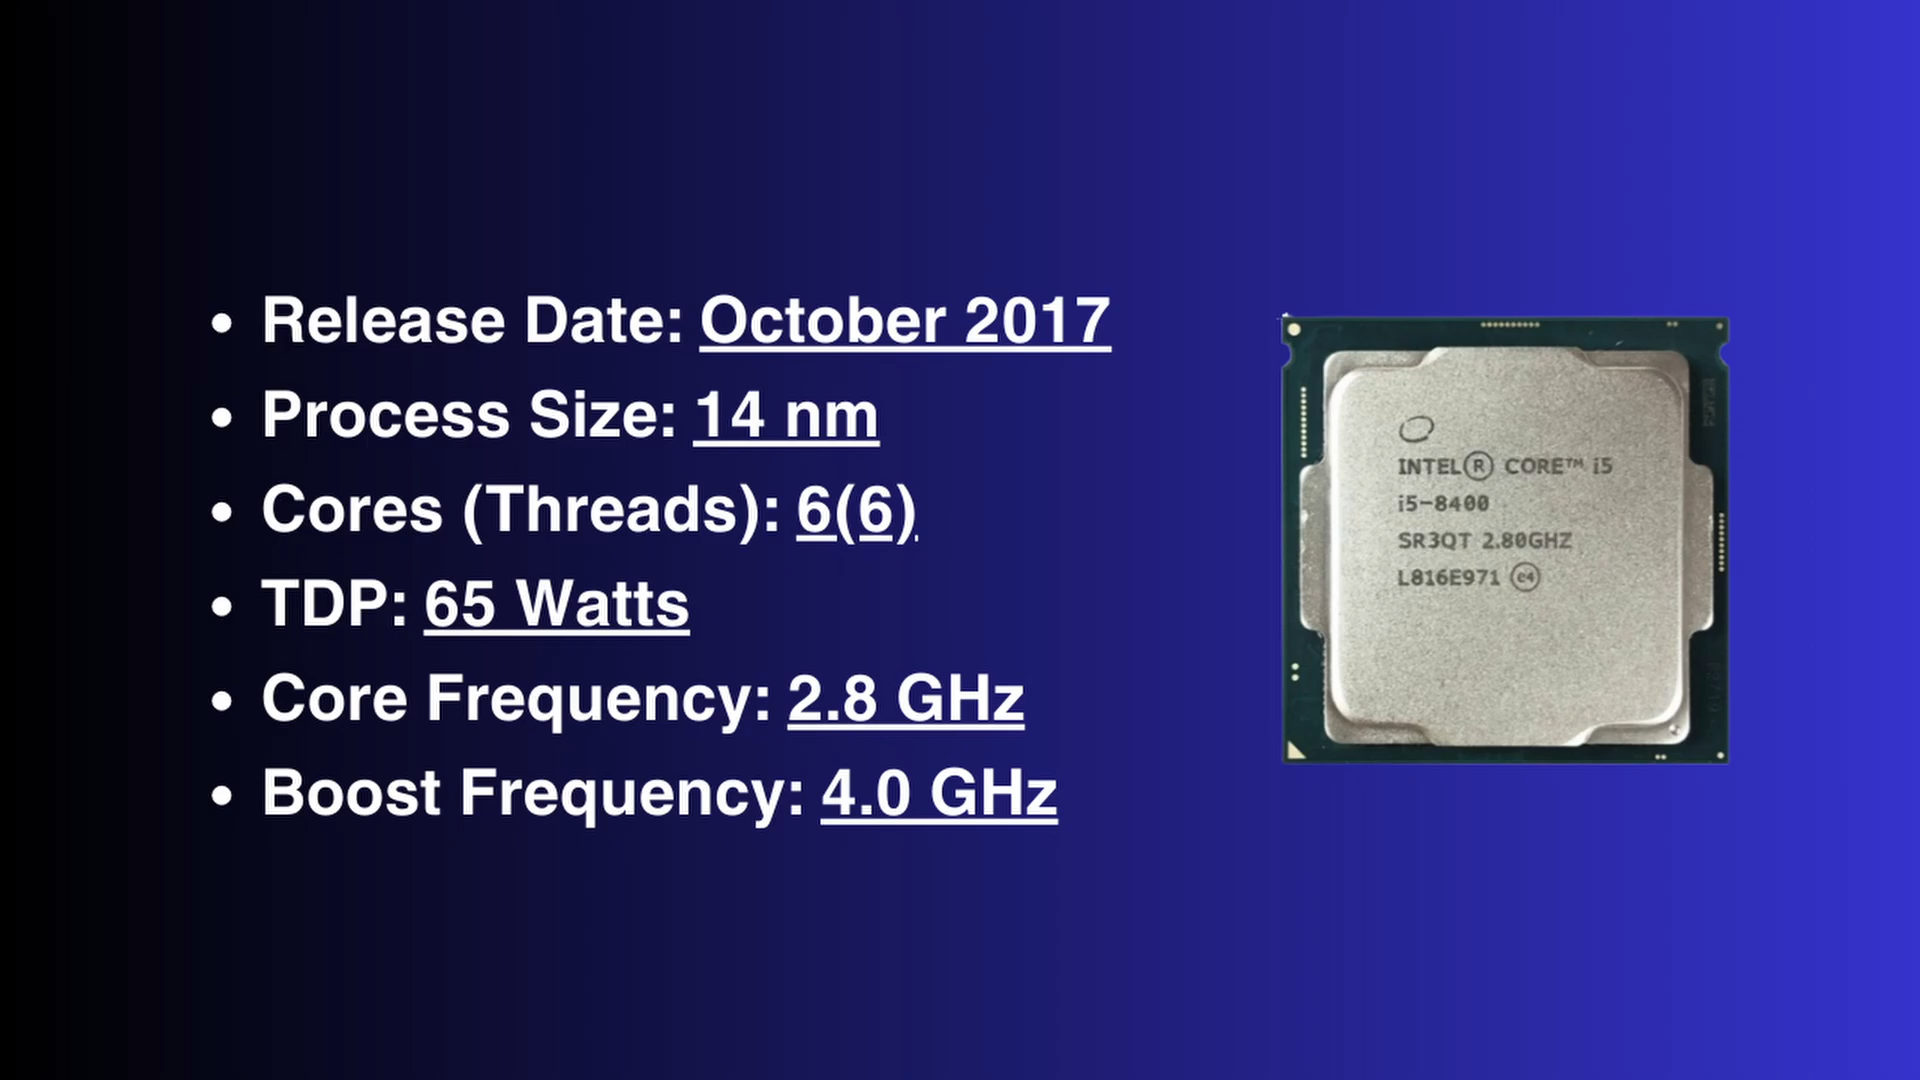 • Release Date: October 2017
• Process Size: 14 nm
• Cores (Threads): 6(6)
• TDP: 65 Watts
• Core Frequency: 2.8 GHz
• Boost Frequency: 4.0 GHz
INTEL® CORE™ i5
i5-8400
SR3QT 2.80GHZ
L816E971 e4